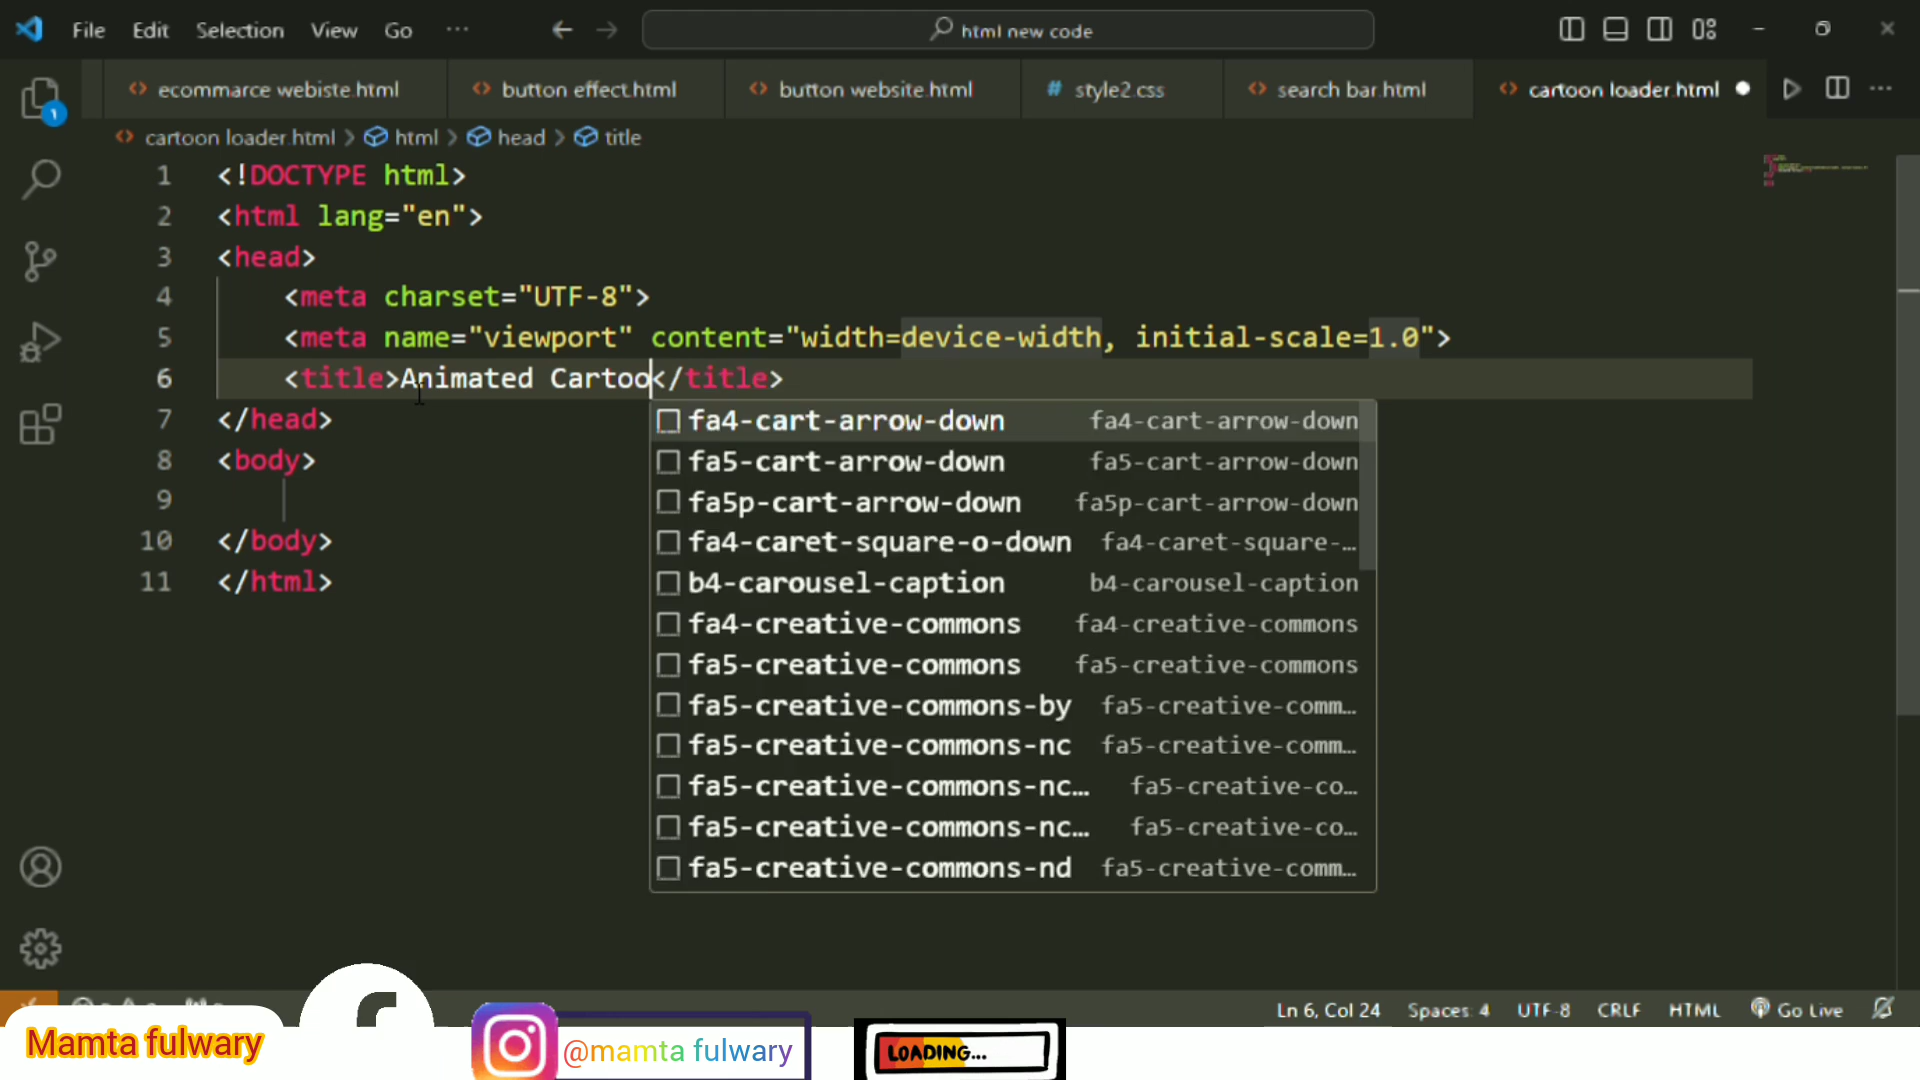 File Edit Selection View Go ··· html new code
ecommarce webiste.html button effect.html button website.html # style2.css search bar.html cartoon loader.html
cartoon loader.html > html > head > title
1 <!DOCTYPE html>
2 <html lang="en">
3 <head>
4 <meta charset="UTF-8">
5 <meta name="viewport" content="width=device-width, initial-scale=1.0">
6 <title>Animated Cartoo</title>
7 </head>
8 <body>
9
10 </body>
11 </html>
fa4-cart-arrow-down fa4-cart-arrow-down
fa5-cart-arrow-down fa5-cart-arrow-down
fa5p-cart-arrow-down fa5p-cart-arrow-down
fa4-caret-square-o-down fa4-caret-square-…
b4-carousel-caption b4-carousel-caption
fa4-creative-commons fa4-creative-commons
fa5-creative-commons fa5-creative-commons
fa5-creative-commons-by fa5-creative-comm…
fa5-creative-commons-nc fa5-creative-comm…
fa5-creative-commons-nc… fa5-creative-co…
fa5-creative-commons-nc… fa5-creative-co…
fa5-creative-commons-nd fa5-creative-comm…
1
Ln 6, Col 24 Spaces: 4 UTF-8 CRLF HTML Go Live
Mamta fulwary
@mamta fulwary
LOADING...